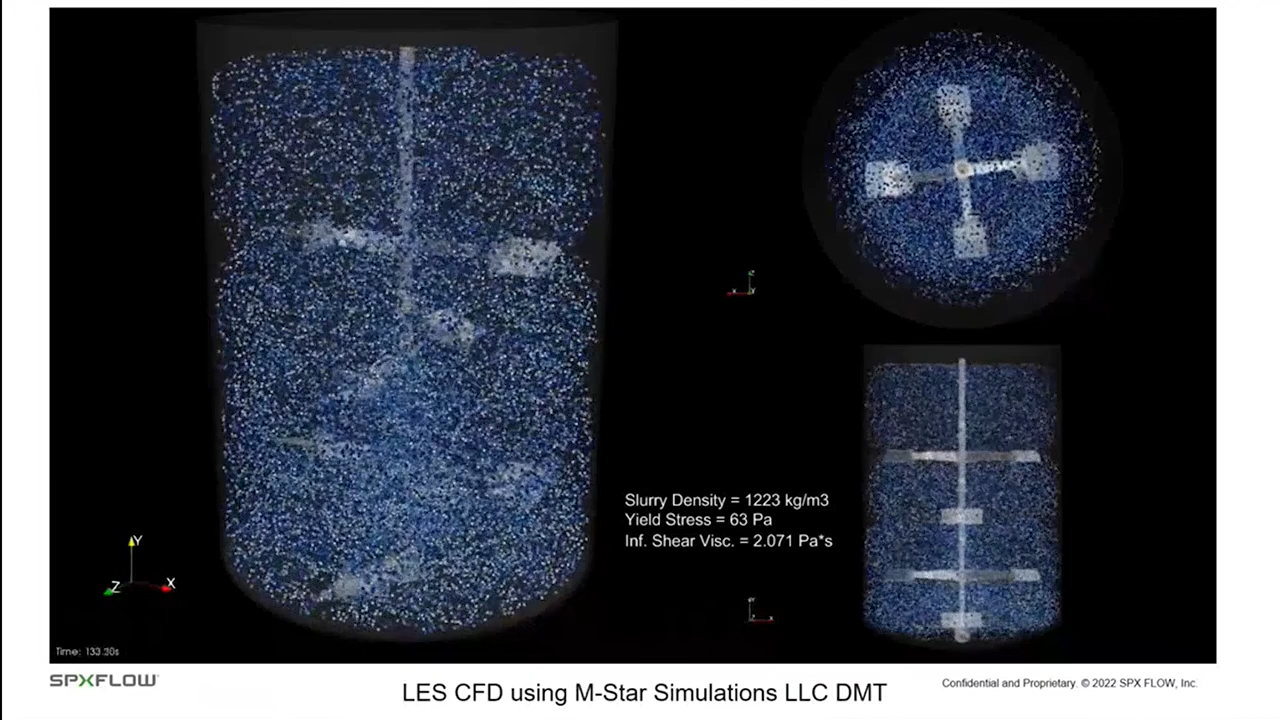 Slurry Density = 1223 kg/m3
Yield Stress = 63 Pa
Inf. Shear Visc. = 2.071 Pa*s
Y
Z
X
Time: 133.30s
SPXFLOW
LES CFD using M-Star Simulations LLC DMT
Confidential and Proprietary. © 2022 SPX FLOW, Inc.